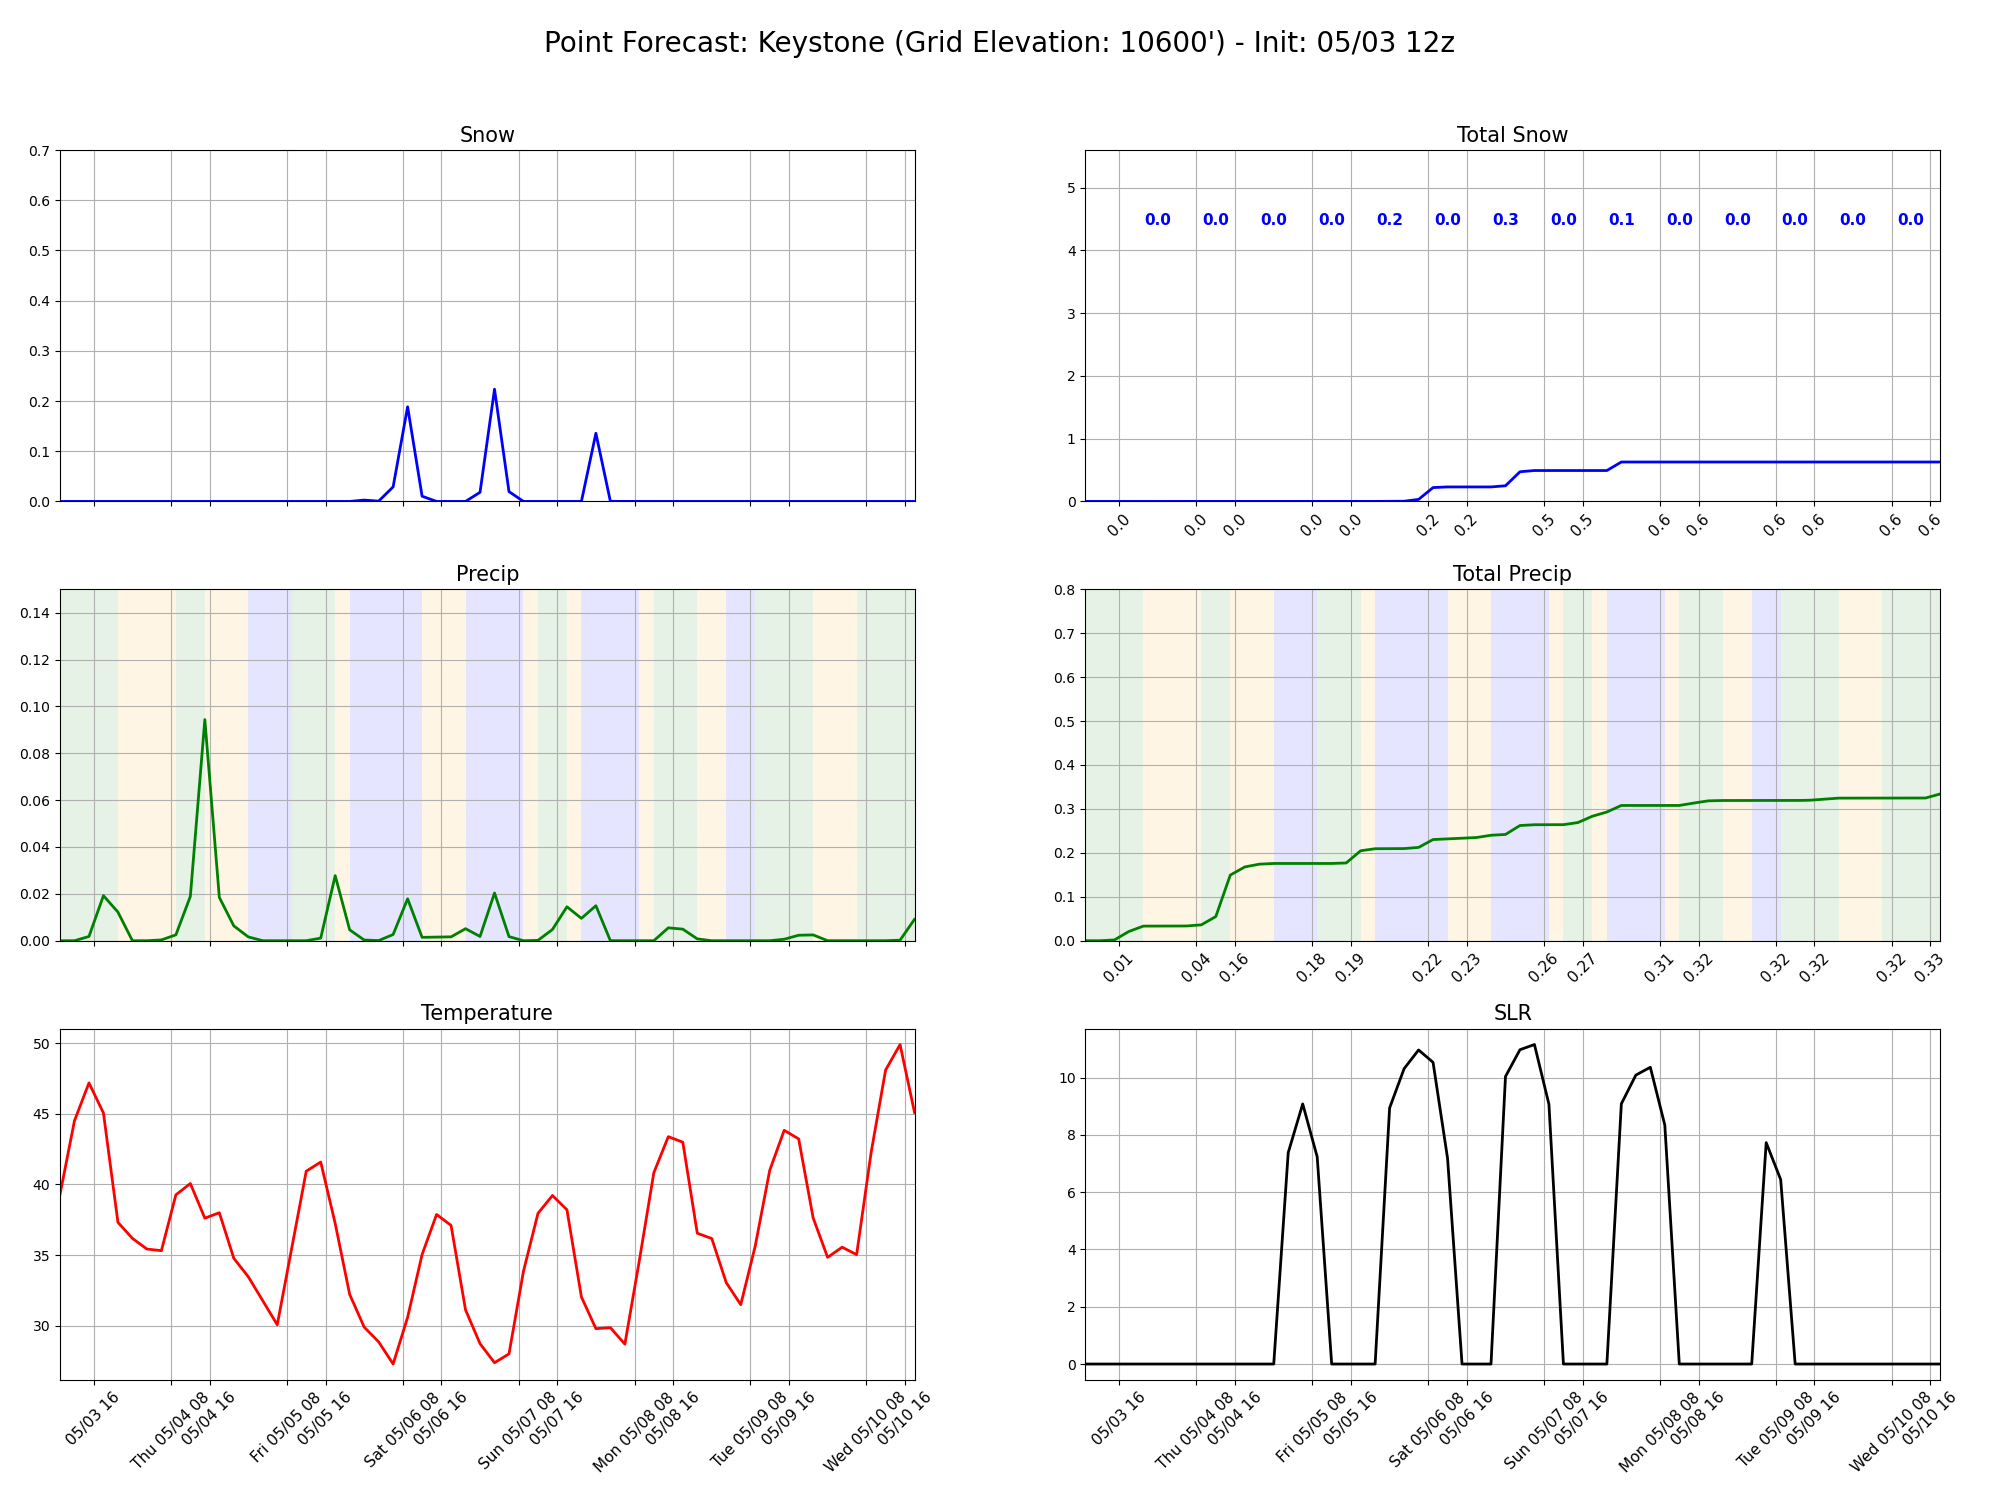 Point Forecast: Keystone (Grid Elevation: 10600') - Init: 05/03 12z
Snow
0.7
0.6
0.5
0.4
0.3
0.2
0.1
0.0
Total Snow
5
4
3
2
1
0
0.0 0.0 0.0 0.0 0.2 0.0 0.3 0.0 0.1 0.0 0.0 0.0 0.0 0.0
0.0 0.0 0.0 0.0 0.0 0.2 0.2 0.5 0.5 0.6 0.6 0.6 0.6 0.6 0.6
Precip
0.14
0.12
0.10
0.08
0.06
0.04
0.02
0.00
Total Precip
0.8
0.7
0.6
0.5
0.4
0.3
0.2
0.1
0.0
0.01 0.04 0.16 0.18 0.19 0.22 0.23 0.26 0.27 0.31 0.32 0.32 0.32 0.32 0.33
Temperature
50
45
40
35
30
05/03 16
Thu 05/04 08
05/04 16
Fri 05/05 08
05/05 16
Sat 05/06 08
05/06 16
Sun 05/07 08
05/07 16
Mon 05/08 08
05/08 16
Tue 05/09 08
05/09 16
Wed 05/10 08
05/10 16
SLR
10
8
6
4
2
0
05/03 16
Thu 05/04 08
05/04 16
Fri 05/05 08
05/05 16
Sat 05/06 08
05/06 16
Sun 05/07 08
05/07 16
Mon 05/08 08
05/08 16
Tue 05/09 08
05/09 16
Wed 05/10 08
05/10 16